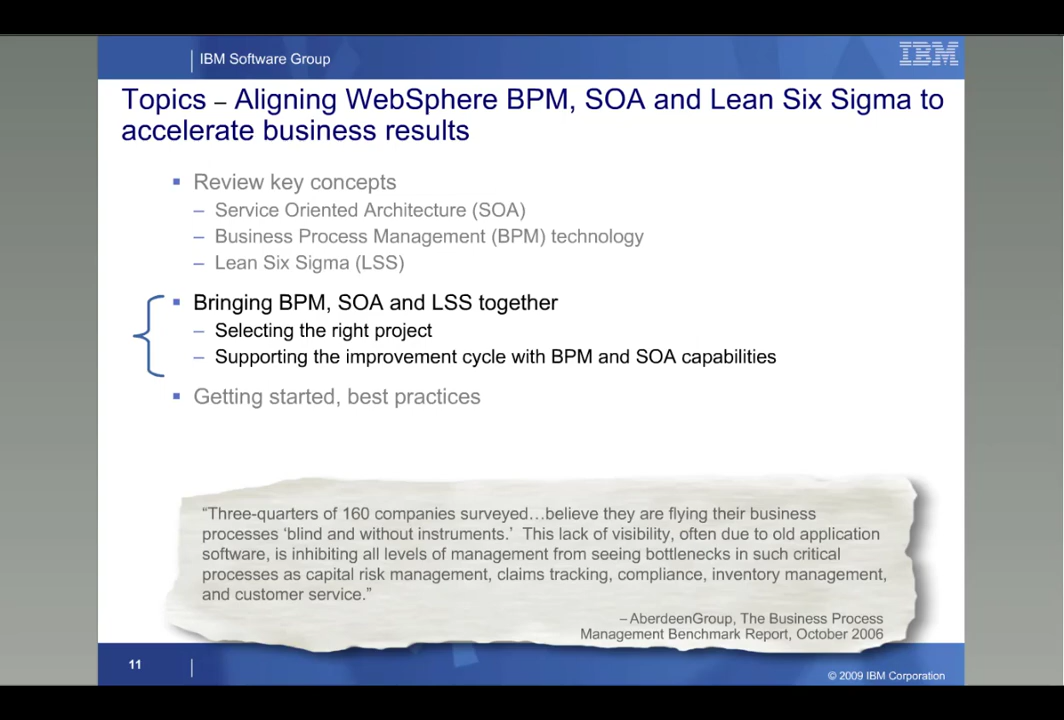 IBM Software Group
IBM
Topics – Aligning WebSphere BPM, SOA and Lean Six Sigma to
accelerate business results
▪ Review key concepts
– Service Oriented Architecture (SOA)
– Business Process Management (BPM) technology
– Lean Six Sigma (LSS)
▪ Bringing BPM, SOA and LSS together
– Selecting the right project
– Supporting the improvement cycle with BPM and SOA capabilities
▪ Getting started, best practices
“Three-quarters of 160 companies surveyed…believe they are flying their business
processes ‘blind and without instruments.’ This lack of visibility, often due to old application
software, is inhibiting all levels of management from seeing bottlenecks in such critical
processes as capital risk management, claims tracking, compliance, inventory management,
and customer service.”
– AberdeenGroup, The Business Process
Management Benchmark Report, October 2006
11
© 2009 IBM Corporation